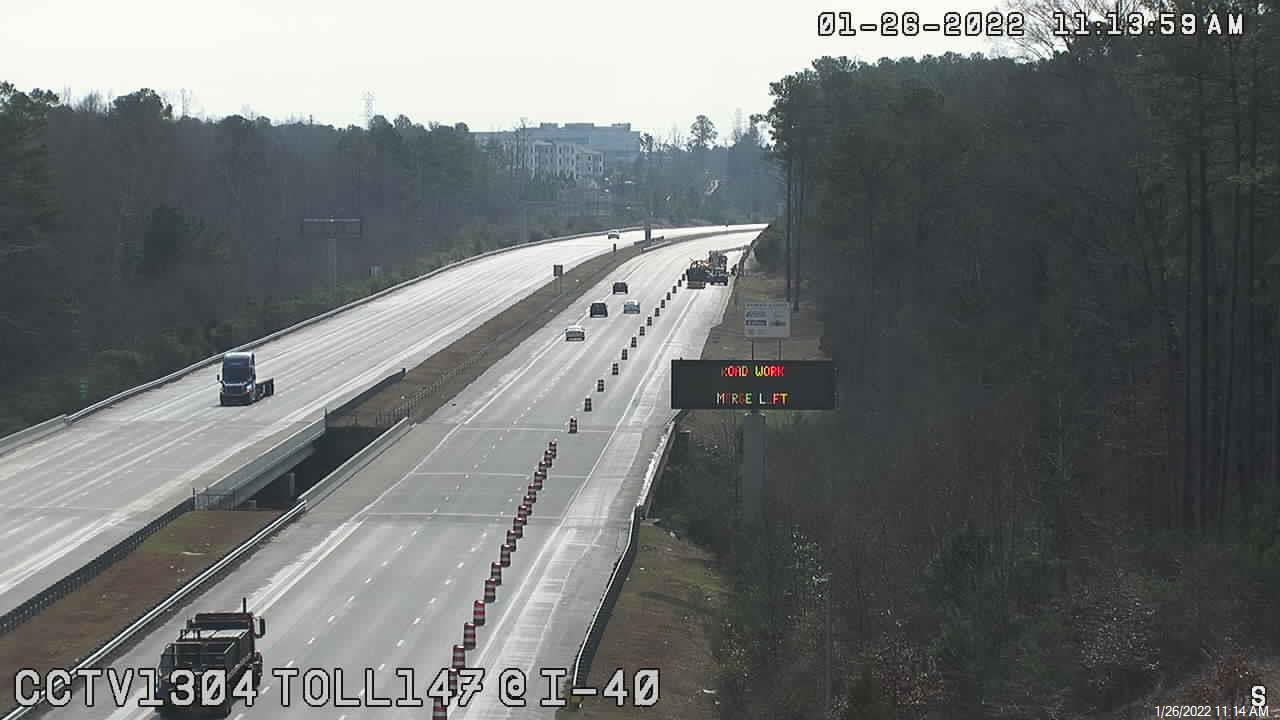 01-26-2022 11:13:59 AM
ROAD WORK
MERGE LEFT
CCTV1304 TOLL147 @ I-40
S
1/26/2022 11:14 AM